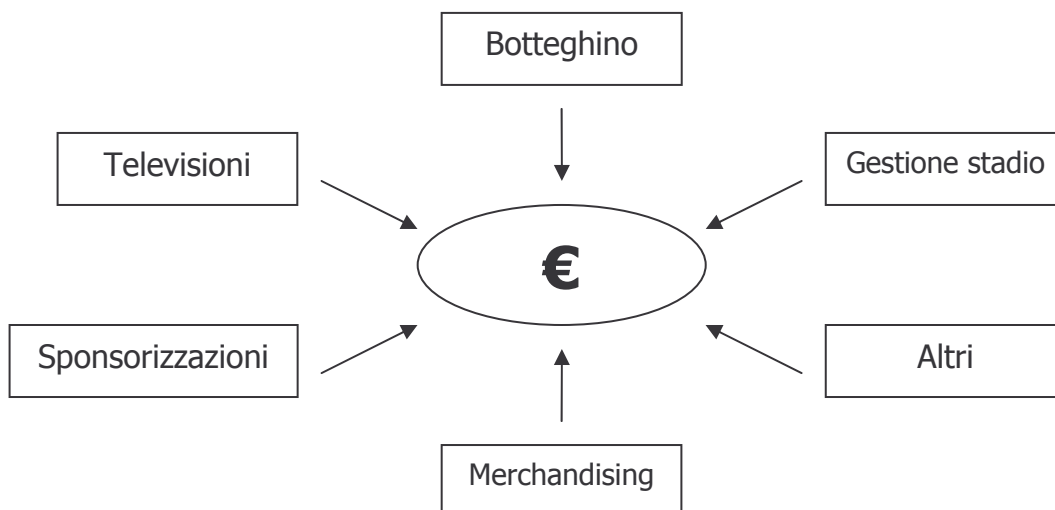 Botteghino
Televisioni
Gestione stadio
€
Sponsorizzazioni
Altri
Merchandising